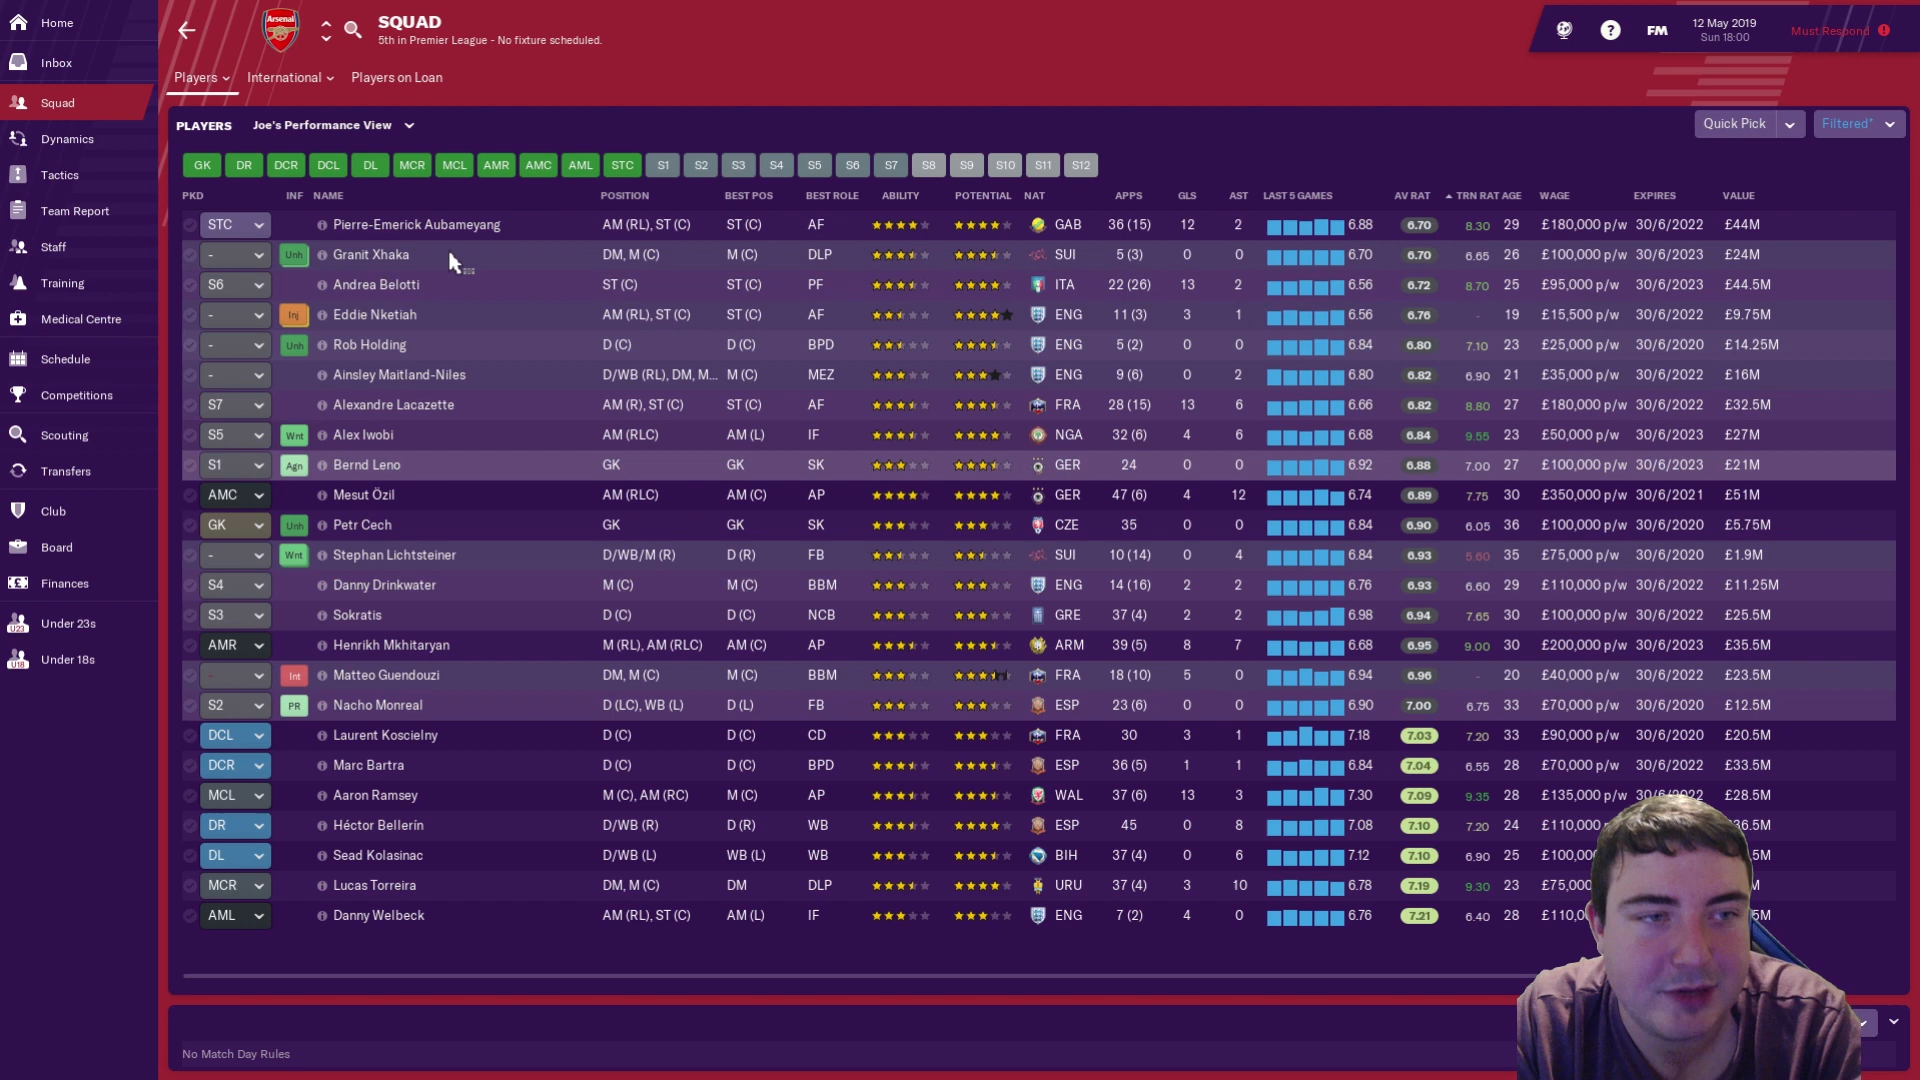 Home
Inbox
Squad
Dynamics
Tactics
Team Report
Staff
Training
Medical Centre
Schedule
Competitions
Scouting
Transfers
Club
Board
Finances
U23 Under 23s
U18 Under 18s
Arsenal
SQUAD
5th in Premier League - No fixture scheduled.
? FM 12 May 2019 Must Respond !
Sun 18:00
Players International Players on Loan
PLAYERS Joe's Performance View Quick Pick Filtered*
GK DR DCR DCL DL MCR MCL AMR AMC AML STC S1 S2 S3 S4 S5 S6 S7 S8 S9 S10 S11 S12
PKD INF NAME POSITION BEST POS BEST ROLE ABILITY POTENTIAL NAT APPS GLS AST LAST 5 GAMES AV RAT TRN RAT AGE WAGE EXPIRES VALUE
STC Pierre-Emerick Aubameyang AM (RL), ST (C) ST (C) AF GAB 36 (15) 12 2 6.88 6.70 8.30 29 £180,000 p/w 30/6/2022 £44M
- Unh Granit Xhaka DM, M (C) M (C) DLP SUI 5 (3) 0 0 6.70 6.70 6.65 26 £100,000 p/w 30/6/2023 £24M
S6 Andrea Belotti ST (C) ST (C) PF ITA 22 (26) 13 2 6.56 6.72 8.70 25 £95,000 p/w 30/6/2023 £44.5M
- Inj Eddie Nketiah AM (RL), ST (C) ST (C) AF ENG 11 (3) 3 1 6.56 6.76 - 19 £15,500 p/w 30/6/2022 £9.75M
- Unh Rob Holding D (C) D (C) BPD ENG 5 (2) 0 0 6.84 6.80 7.10 23 £25,000 p/w 30/6/2020 £14.25M
- Ainsley Maitland-Niles D/WB (RL), DM, M... M (C) MEZ ENG 9 (6) 0 2 6.80 6.82 6.90 21 £35,000 p/w 30/6/2022 £16M
S7 Alexandre Lacazette AM (R), ST (C) ST (C) AF FRA 28 (15) 13 6 6.66 6.82 8.80 27 £180,000 p/w 30/6/2022 £32.5M
S5 Wnt Alex Iwobi AM (RLC) AM (L) IF NGA 32 (6) 4 6 6.68 6.84 9.55 23 £50,000 p/w 30/6/2023 £27M
S1 Agn Bernd Leno GK GK SK GER 24 0 0 6.92 6.88 7.00 27 £100,000 p/w 30/6/2023 £21M
AMC Mesut Özil AM (RLC) AM (C) AP GER 47 (6) 4 12 6.74 6.89 7.75 30 £350,000 p/w 30/6/2021 £51M
GK Unh Petr Cech GK GK SK CZE 35 0 0 6.84 6.90 6.05 36 £100,000 p/w 30/6/2020 £5.75M
- Wnt Stephan Lichtsteiner D/WB/M (R) D (R) FB SUI 10 (14) 0 4 6.84 6.93 5.60 35 £75,000 p/w 30/6/2020 £1.9M
S4 Danny Drinkwater M (C) M (C) BBM ENG 14 (16) 2 2 6.76 6.93 6.60 29 £110,000 p/w 30/6/2022 £11.25M
S3 Sokratis D (C) D (C) NCB GRE 37 (4) 2 2 6.98 6.94 7.65 30 £100,000 p/w 30/6/2022 £25.5M
AMR Henrikh Mkhitaryan M (RL), AM (RLC) AM (C) AP ARM 39 (5) 8 7 6.68 6.95 9.00 30 £200,000 p/w 30/6/2023 £35.5M
- Int Matteo Guendouzi DM, M (C) M (C) BBM FRA 18 (10) 5 0 6.94 6.96 - 20 £40,000 p/w 30/6/2022 £23.5M
S2 PR Nacho Monreal D (LC), WB (L) D (L) FB ESP 23 (6) 0 0 6.90 7.00 6.75 33 £70,000 p/w 30/6/2020 £12.5M
DCL Laurent Koscielny D (C) D (C) CD FRA 30 3 1 7.18 7.03 7.20 33 £90,000 p/w 30/6/2020 £20.5M
DCR Marc Bartra D (C) D (C) BPD ESP 36 (5) 1 1 6.84 7.04 6.55 28 £70,000 p/w 30/6/2022 £33.5M
MCL Aaron Ramsey M (C), AM (RC) M (C) AP WAL 37 (6) 13 3 7.30 7.09 9.35 28 £135,000 p/w 30/6/2022 £28.5M
DR Héctor Bellerín D/WB (R) D (R) WB ESP 45 0 8 7.08 7.10 7.20 24 £110,000 36.5M
DL Sead Kolasinac D/WB (L) WB (L) WB BIH 37 (4) 0 6 7.12 7.10 6.90 25 £100,00 5M
MCR Lucas Torreira DM, M (C) DM DLP URU 37 (4) 3 10 6.78 7.19 9.30 23 £75,00 M
AML Danny Welbeck AM (RL), ST (C) AM (L) IF ENG 7 (2) 4 0 6.76 7.21 6.40 28 £110,0 5M
No Match Day Rules